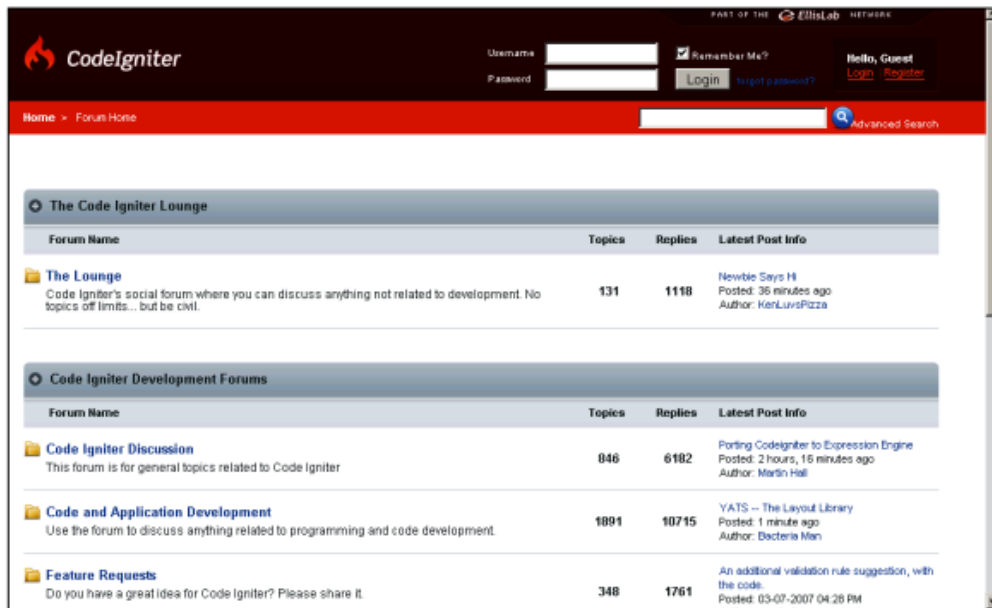 PART OF THE EllisLab NETWORK
CodeIgniter
Username
Remember Me?
Hello, Guest
Password
Login
forgot password?
Login Register
Home > Forum Home
Advanced Search
The Code Igniter Lounge
Forum Name Topics Replies Latest Post Info
The Lounge
Code Igniter's social forum where you can discuss anything not related to development. No
topics off limits... but be civil.
131 1118
Newbie Says Hi
Posted: 36 minutes ago
Author: KenLuvsPizza
Code Igniter Development Forums
Forum Name Topics Replies Latest Post Info
Code Igniter Discussion
This forum is for general topics related to Code Igniter
846 6182
Porting Codeigniter to Expression Engine
Posted: 2 hours, 16 minutes ago
Author: Martin Hall
Code and Application Development
Use the forum to discuss anything related to programming and code development.
1891 10715
YATS -- The Layout Library
Posted: 1 minute ago
Author: Bacteria Man
Feature Requests
Do you have a great idea for Code Igniter? Please share it.
348 1761
An additional validation rule suggestion, with
the code.
Posted: 03-07-2007 04:28 PM